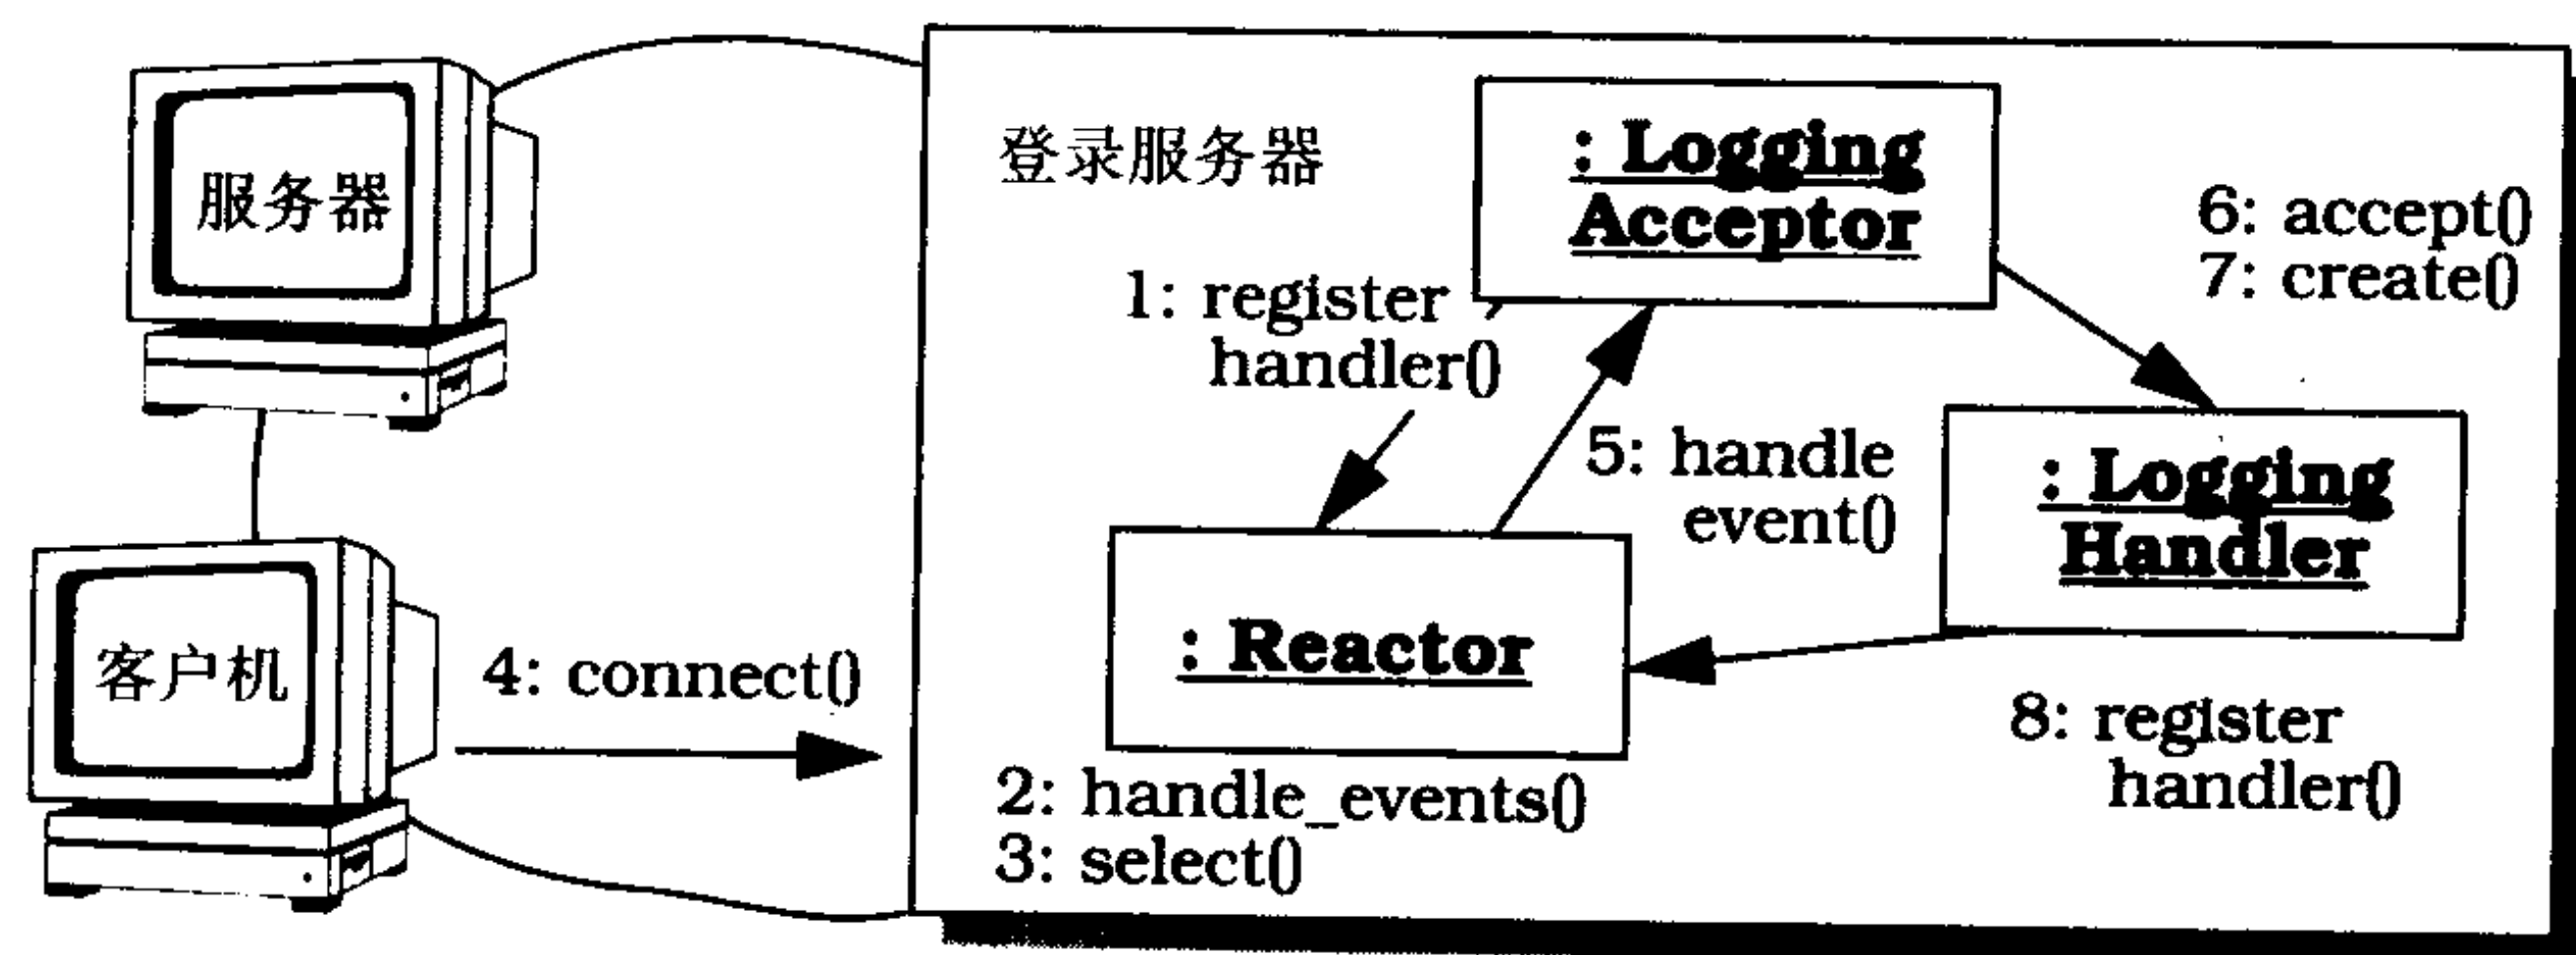 服务器
客户机
4: connect()
登录服务器
: Logging
Acceptor
1: register
handler()
6: accept()
7: create()
5: handle
event()
: Logging
Handler
: Reactor
2: handle_events()
3: select()
8: register
handler()